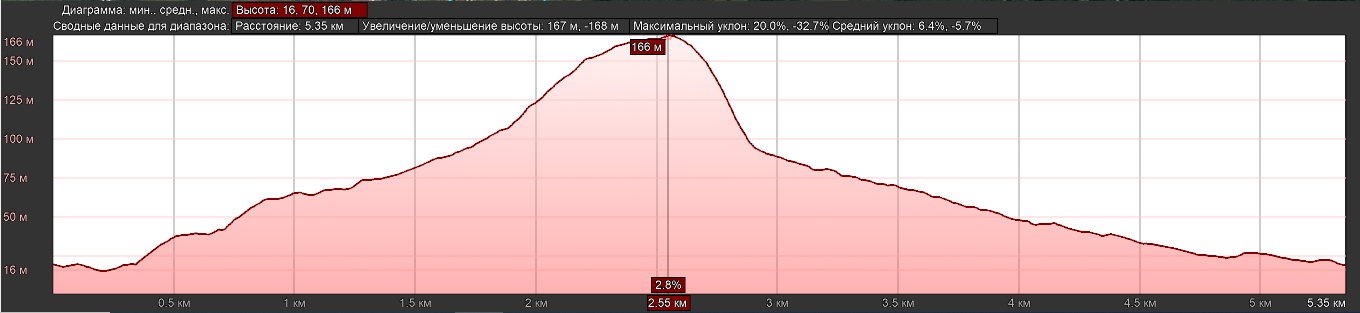 Диаграмма: мин., средн., макс. Высота: 16, 70, 166 м
Сводные данные для диапазона: Расстояние: 5.35 км Увеличение/уменьшение высоты: 167 м, -168 м Максимальный уклон: 20.0%, -32.7% Средний уклон: 6.4%, -5.7%
166 м
166 м
150 м
125 м
100 м
75 м
50 м
16 м
2.8%
0.5 км 1 км 1.5 км 2 км 2.55 км 3 км 3.5 км 4 км 4.5 км 5 км 5.35 км